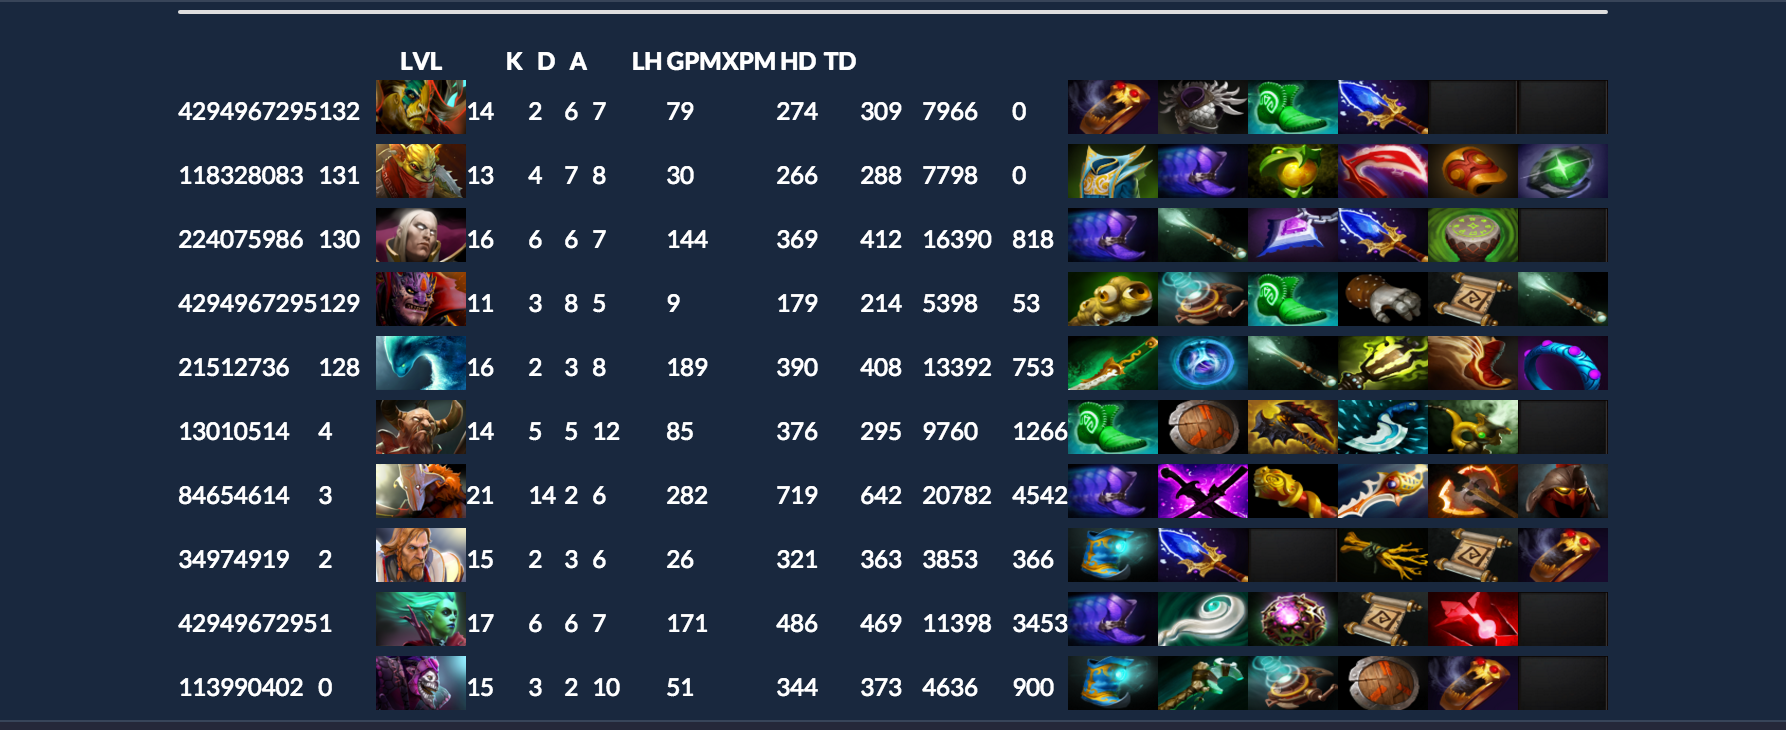 LVL K D A LH GPM XPM HD TD
4294967295 132 14 2 6 7 79 274 309 7966 0
118328083 131 13 4 7 8 30 266 288 7798 0
224075986 130 16 6 6 7 144 369 412 16390 818
4294967295 129 11 3 8 5 9 179 214 5398 53
21512736 128 16 2 3 8 189 390 408 13392 753
13010514 4 14 5 5 12 85 376 295 9760 1266
84654614 3 21 14 2 6 282 719 642 20782 4542
34974919 2 15 2 3 6 26 321 363 3853 366
4294967295 1 17 6 6 7 171 486 469 11398 3453
113990402 0 15 3 2 10 51 344 373 4636 900